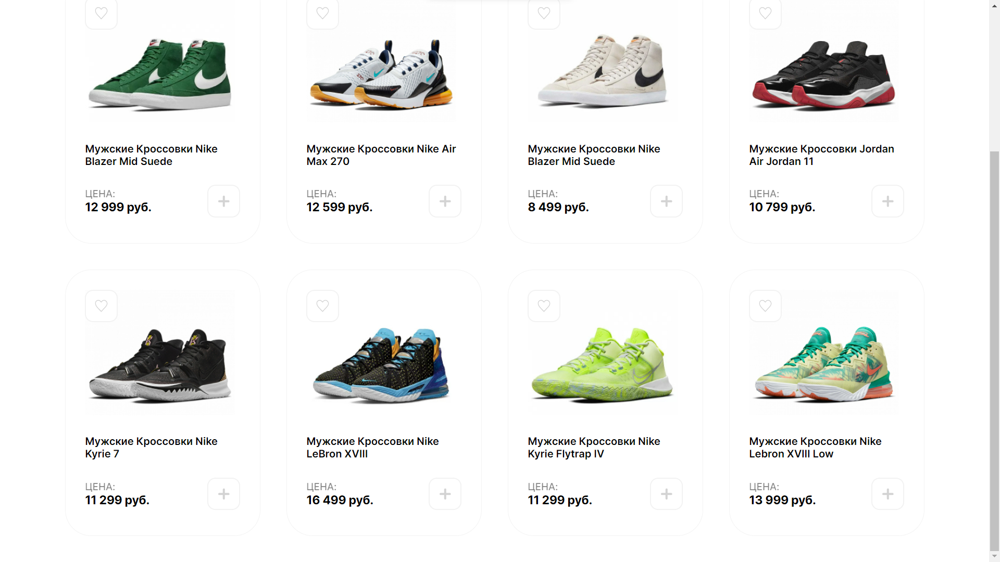 Мужские Кроссовки Nike
Blazer Mid Suede
ЦЕНА:
12 999 руб.
Мужские Кроссовки Nike Air
Max 270
ЦЕНА:
12 599 руб.
Мужские Кроссовки Nike
Blazer Mid Suede
ЦЕНА:
8 499 руб.
Мужские Кроссовки Jordan
Air Jordan 11
ЦЕНА:
10 799 руб.
Мужские Кроссовки Nike
Kyrie 7
ЦЕНА:
11 299 руб.
Мужские Кроссовки Nike
LeBron XVIII
ЦЕНА:
16 499 руб.
Мужские Кроссовки Nike
Kyrie Flytrap IV
ЦЕНА:
11 299 руб.
Мужские Кроссовки Nike
Lebron XVIII Low
ЦЕНА:
13 999 руб.